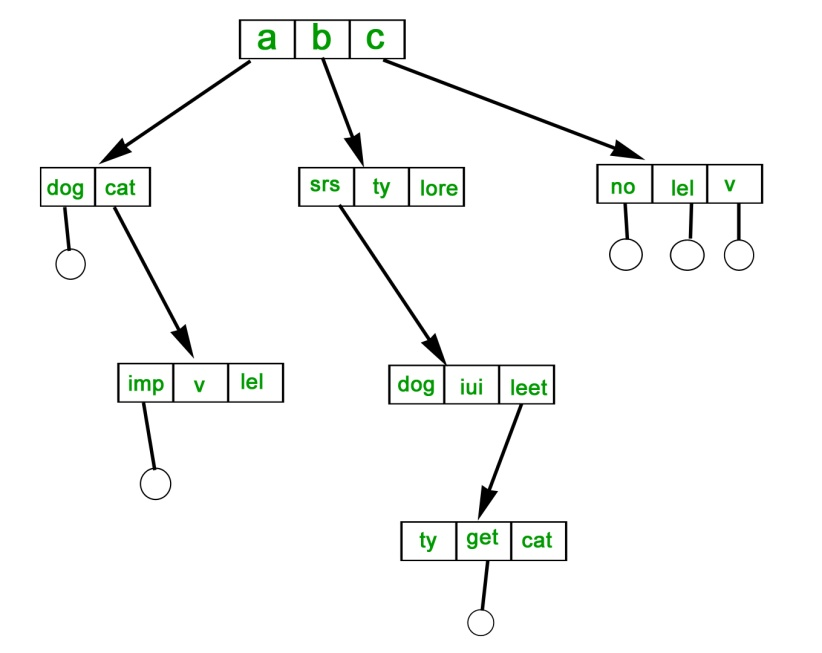 a b c
dog cat
srs ty lore
no lel v
imp v lel
dog iui leet
ty get cat